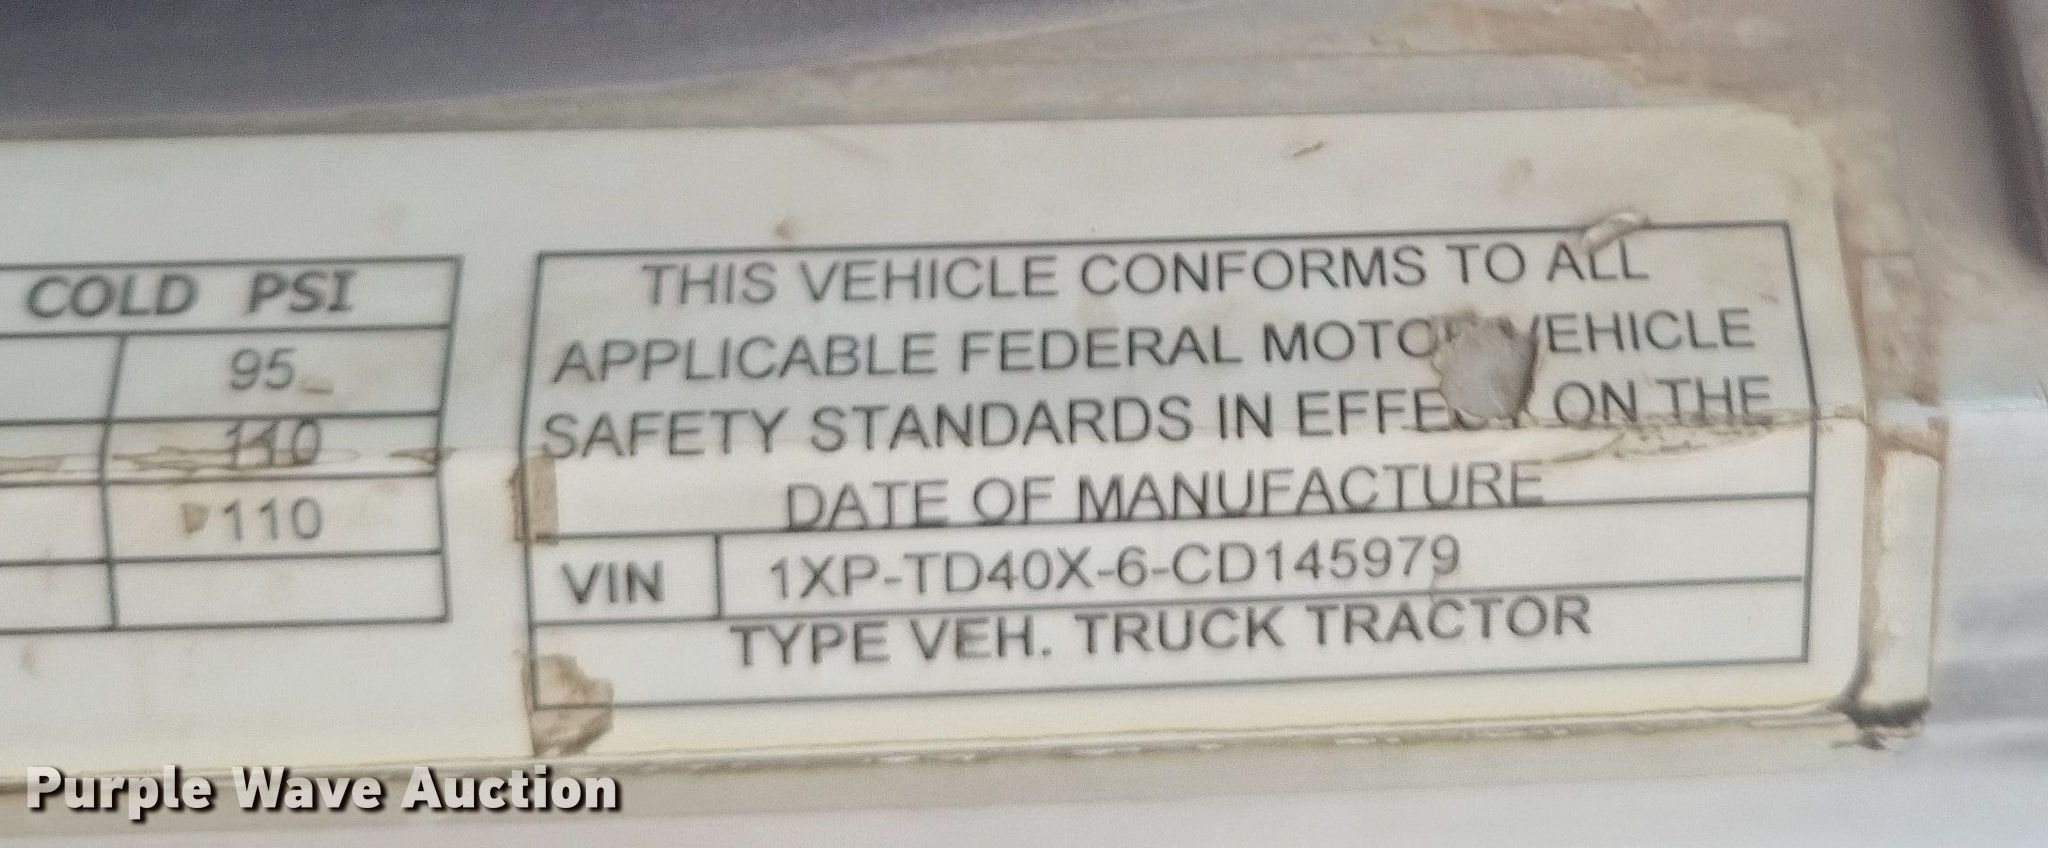 COLD PSI
95
110
110
THIS VEHICLE CONFORMS TO ALL
APPLICABLE FEDERAL MOTOR VEHICLE
SAFETY STANDARDS IN EFFECT ON THE
DATE OF MANUFACTURE
VIN 1XP-TD40X-6-CD145979
TYPE VEH. TRUCK TRACTOR
Purple Wave Auction